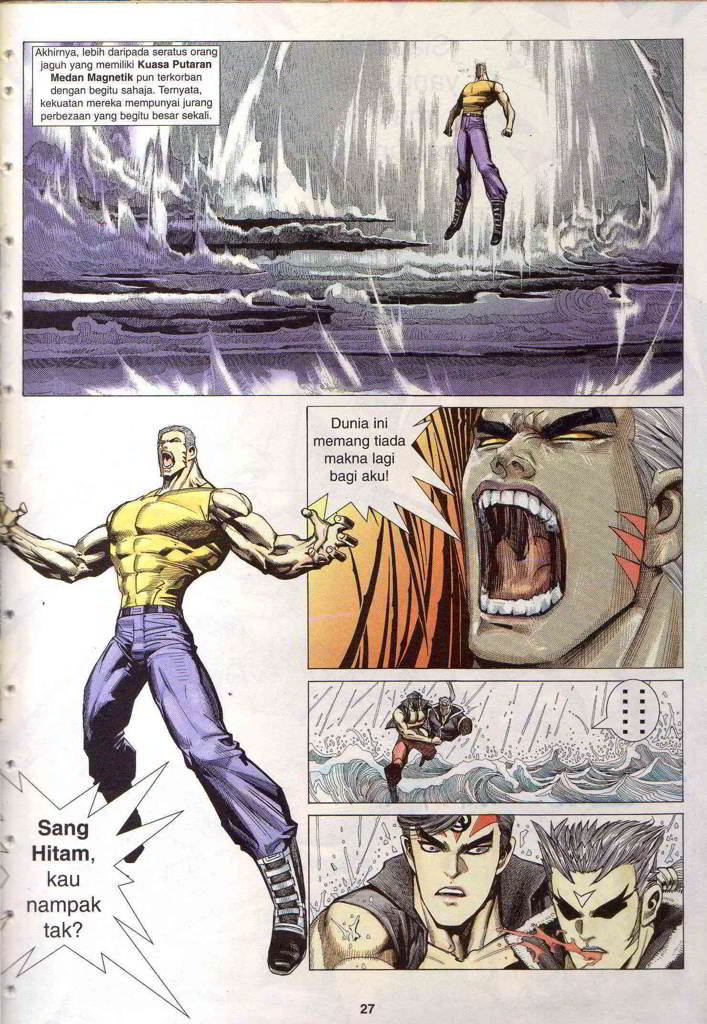 Akhirnya, lebih daripada seratus orang
jaguh yang memiliki Kuasa Putaran
Medan Magnetik pun terkorban
dengan begitu sahaja. Ternyata,
kekuatan mereka mempunyai jurang
perbezaan yang begitu besar sekali.
Dunia ini
memang tiada
makna lagi
bagi aku!
Sang
Hitam,
kau
nampak
tak?
27